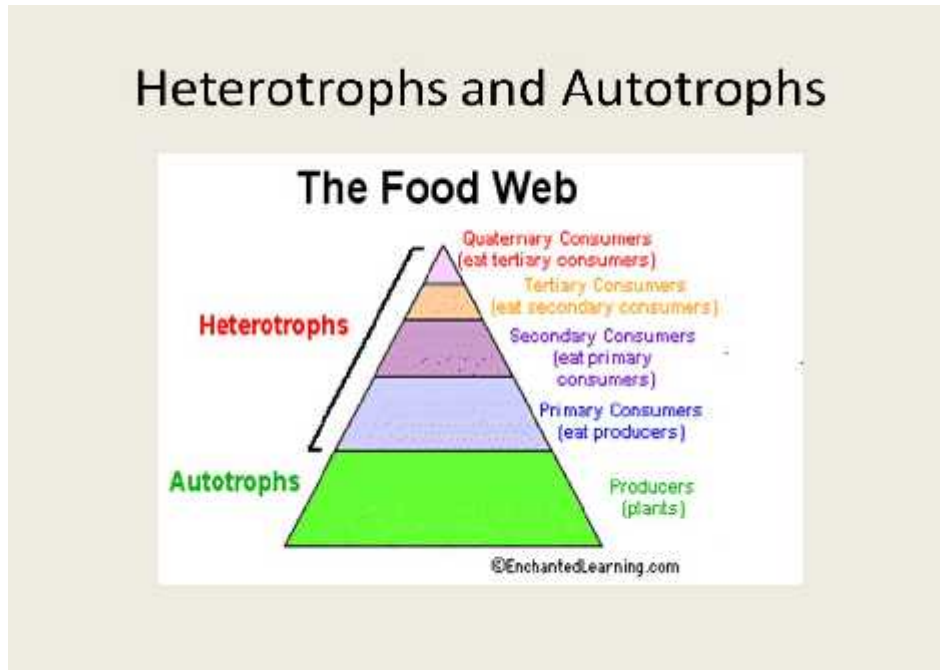 Heterotrophs and Autotrophs
The Food Web
Quaternary Consumers
(eat tertiary consumers)
Tertiary Consumers
(eat secondary consumers)
Heterotrophs
Secondary Consumers
(eat primary
consumers)
Primary Consumers
(eat producers)
Autotrophs
Producers
(plants)
©EnchantedLearning.com